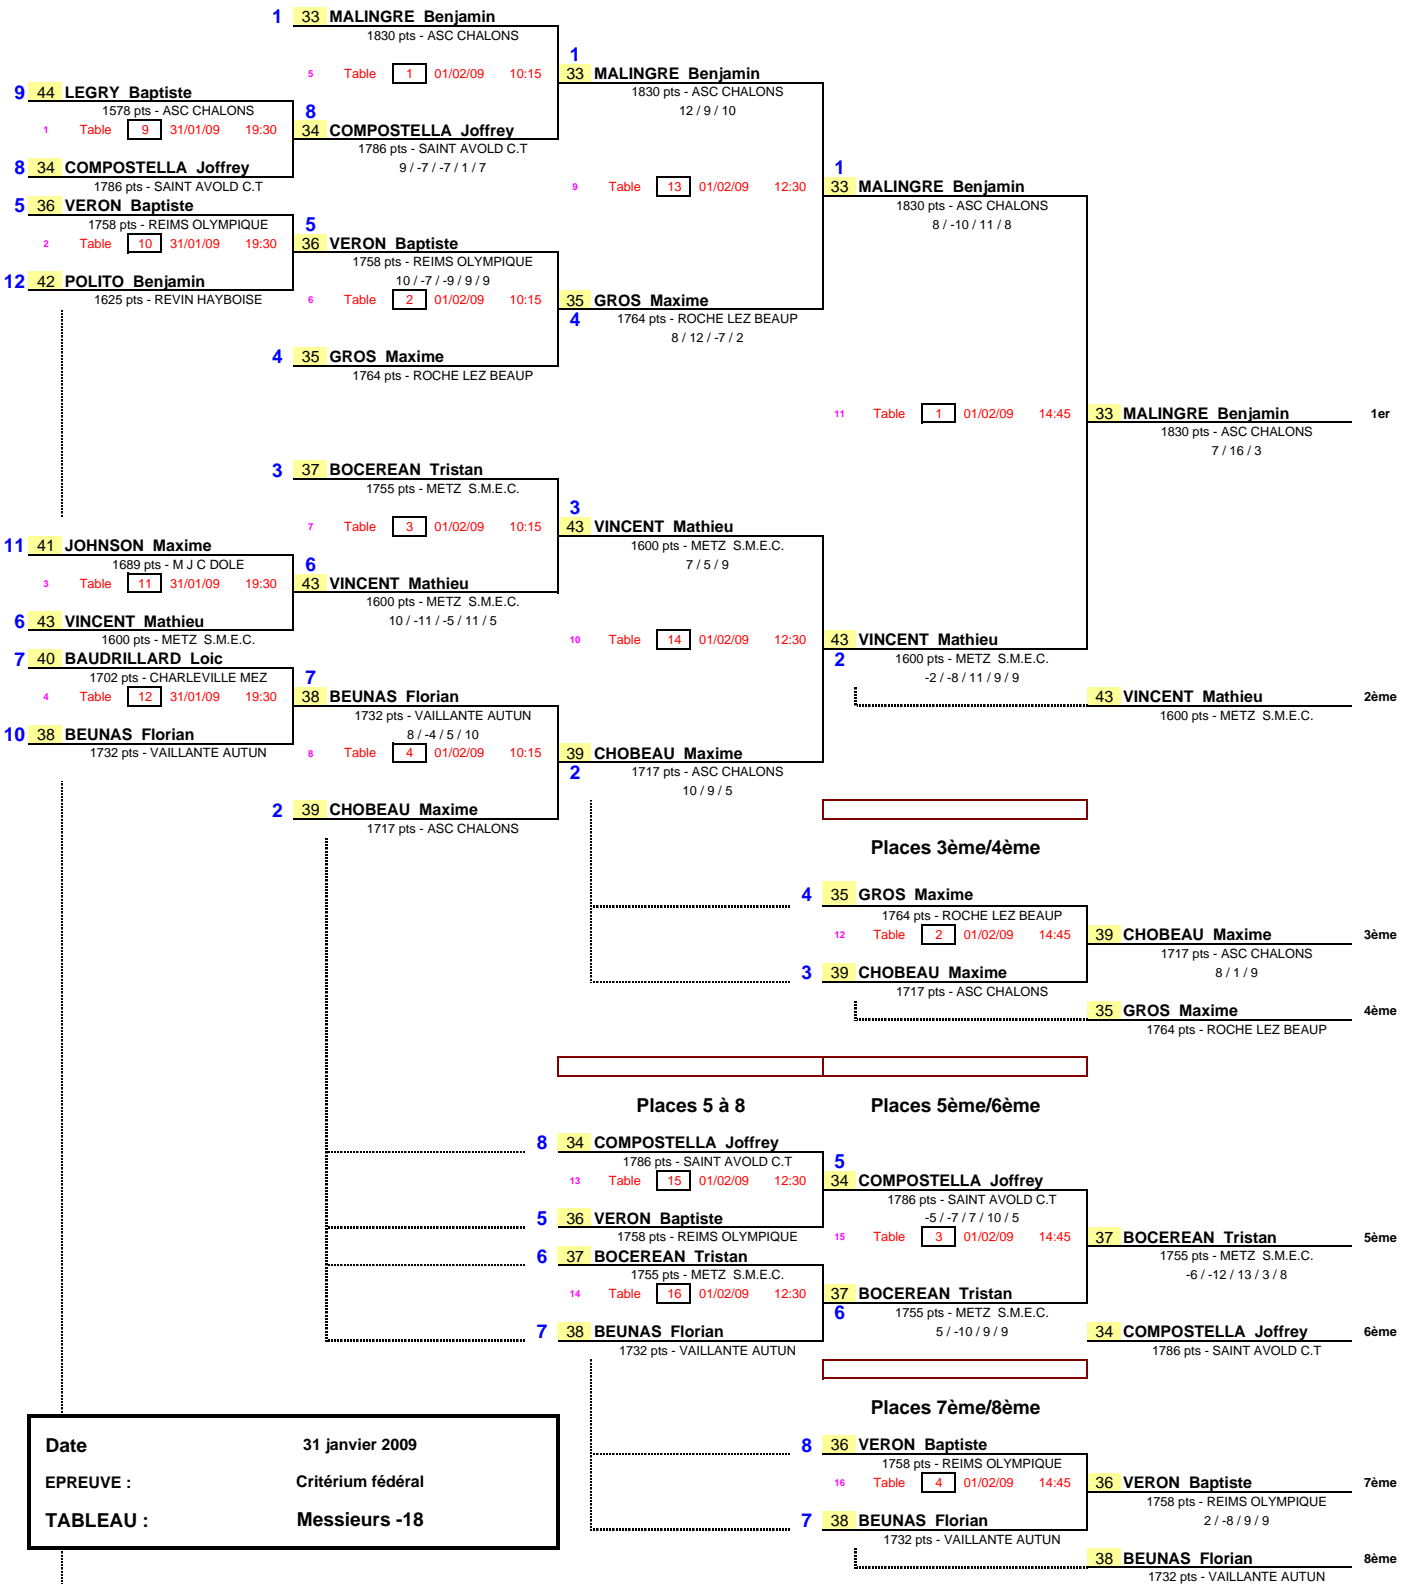 1 33 MALINGRE Benjamin
1830 pts - ASC CHALONS
5 Table 1 01/02/09 10:15
1
33 MALINGRE Benjamin
1830 pts - ASC CHALONS
12 / 9 / 10
9 44 LEGRY Baptiste
1578 pts - ASC CHALONS
1 Table 9 31/01/09 19:30
8
34 COMPOSTELLA Joffrey
1786 pts - SAINT AVOLD C.T
9 / -7 / -7 / 1 / 7
8 34 COMPOSTELLA Joffrey
1786 pts - SAINT AVOLD C.T
9 Table 13 01/02/09 12:30
1
33 MALINGRE Benjamin
1830 pts - ASC CHALONS
8 / -10 / 11 / 8
5 36 VERON Baptiste
1758 pts - REIMS OLYMPIQUE
2 Table 10 31/01/09 19:30
5
36 VERON Baptiste
1758 pts - REIMS OLYMPIQUE
10 / -7 / -9 / 9 / 9
12 42 POLITO Benjamin
1625 pts - REVIN HAYBOISE
6 Table 2 01/02/09 10:15
35 GROS Maxime
4
1764 pts - ROCHE LEZ BEAUP
8 / 12 / -7 / 2
4 35 GROS Maxime
1764 pts - ROCHE LEZ BEAUP
11 Table 1 01/02/09 14:45
33 MALINGRE Benjamin 1er
1830 pts - ASC CHALONS
7 / 16 / 3
3 37 BOCEREAN Tristan
1755 pts - METZ S.M.E.C.
7 Table 3 01/02/09 10:15
3
43 VINCENT Mathieu
1600 pts - METZ S.M.E.C.
7 / 5 / 9
11 41 JOHNSON Maxime
1689 pts - M J C DOLE
3 Table 11 31/01/09 19:30
6
43 VINCENT Mathieu
1600 pts - METZ S.M.E.C.
10 / -11 / -5 / 11 / 5
6 43 VINCENT Mathieu
1600 pts - METZ S.M.E.C.
10 Table 14 01/02/09 12:30
43 VINCENT Mathieu
2
1600 pts - METZ S.M.E.C.
-2 / -8 / 11 / 9 / 9
7 40 BAUDRILLARD Loic
1702 pts - CHARLEVILLE MEZ
4 Table 12 31/01/09 19:30
7
38 BEUNAS Florian
1732 pts - VAILLANTE AUTUN
8 / -4 / 5 / 10
43 VINCENT Mathieu 2ème
1600 pts - METZ S.M.E.C.
10 38 BEUNAS Florian
1732 pts - VAILLANTE AUTUN
8 Table 4 01/02/09 10:15
39 CHOBEAU Maxime
2
1717 pts - ASC CHALONS
10 / 9 / 5
2 39 CHOBEAU Maxime
1717 pts - ASC CHALONS
Places 3ème/4ème
4 35 GROS Maxime
1764 pts - ROCHE LEZ BEAUP
12 Table 2 01/02/09 14:45
39 CHOBEAU Maxime 3ème
1717 pts - ASC CHALONS
8 / 1 / 9
3 39 CHOBEAU Maxime
1717 pts - ASC CHALONS
35 GROS Maxime 4ème
1764 pts - ROCHE LEZ BEAUP
Places 5 à 8
Places 5ème/6ème
8 34 COMPOSTELLA Joffrey
1786 pts - SAINT AVOLD C.T
13 Table 15 01/02/09 12:30
5
34 COMPOSTELLA Joffrey
1786 pts - SAINT AVOLD C.T
-5 / -7 / 7 / 10 / 5
5 36 VERON Baptiste
1758 pts - REIMS OLYMPIQUE
15 Table 3 01/02/09 14:45
37 BOCEREAN Tristan 5ème
1755 pts - METZ S.M.E.C.
-6 / -12 / 13 / 3 / 8
6 37 BOCEREAN Tristan
1755 pts - METZ S.M.E.C.
14 Table 16 01/02/09 12:30
37 BOCEREAN Tristan
6
1755 pts - METZ S.M.E.C.
5 / -10 / 9 / 9
7 38 BEUNAS Florian
1732 pts - VAILLANTE AUTUN
34 COMPOSTELLA Joffrey 6ème
1786 pts - SAINT AVOLD C.T
Places 7ème/8ème
8 36 VERON Baptiste
1758 pts - REIMS OLYMPIQUE
16 Table 4 01/02/09 14:45
36 VERON Baptiste 7ème
1758 pts - REIMS OLYMPIQUE
2 / -8 / 9 / 9
7 38 BEUNAS Florian
1732 pts - VAILLANTE AUTUN
38 BEUNAS Florian 8ème
1732 pts - VAILLANTE AUTUN
Date 31 janvier 2009
EPREUVE : Critérium fédéral
TABLEAU : Messieurs -18